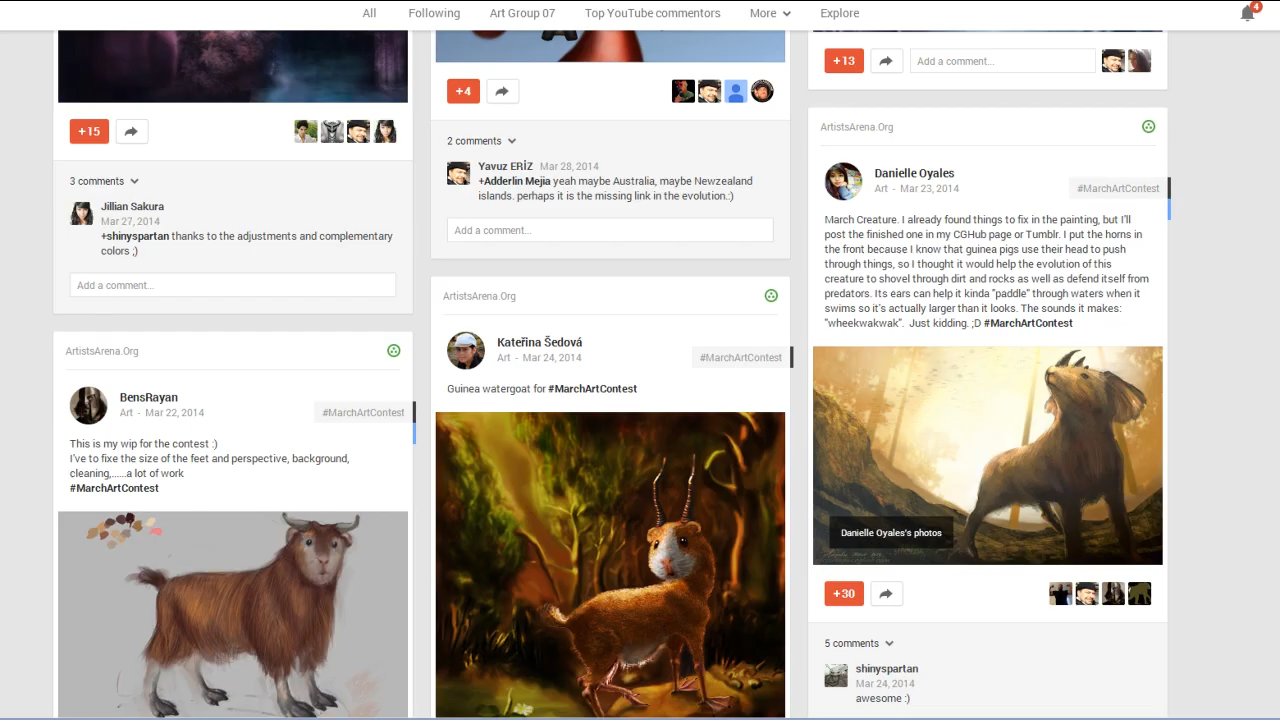 All Following Art Group 07 Top YouTube commentors More Explore
4
+15
3 comments
Jillian Sakura
Mar 27, 2014
+shinyspartan thanks to the adjustments and complementary
colors ;)
Add a comment...
ArtistsArena.Org
BensRayan
Art - Mar 22, 2014
#MarchArtContest
This is my wip for the contest :)
I've to fixe the size of the feet and perspective, background,
cleaning,......a lot of work
#MarchArtContest
+4
2 comments
Yavuz ERİZ Mar 28, 2014
+Adderlin Mejia yeah maybe Australia, maybe Newzealand
islands. perhaps it is the missing link in the evolution.:)
Add a comment...
ArtistsArena.Org
Kateřina Šedová
Art - Mar 24, 2014
#MarchArtContest
Guinea watergoat for #MarchArtContest
+13
Add a comment...
ArtistsArena.Org
Danielle Oyales
Art - Mar 23, 2014
#MarchArtContest
March Creature. I already found things to fix in the painting, but I'll
post the finished one in my CGHub page or Tumblr. I put the horns in
the front because I know that guinea pigs use their head to push
through things, so I thought it would help the evolution of this
creature to shovel through dirt and rocks as well as defend itself from
predators. Its ears can help it kinda "paddle" through waters when it
swims so it's actually larger than it looks. The sounds it makes:
"wheekwakwak". Just kidding. ;D #MarchArtContest
Danielle Oyales's photos
+30
5 comments
shinyspartan
Mar 24, 2014
awesome :)